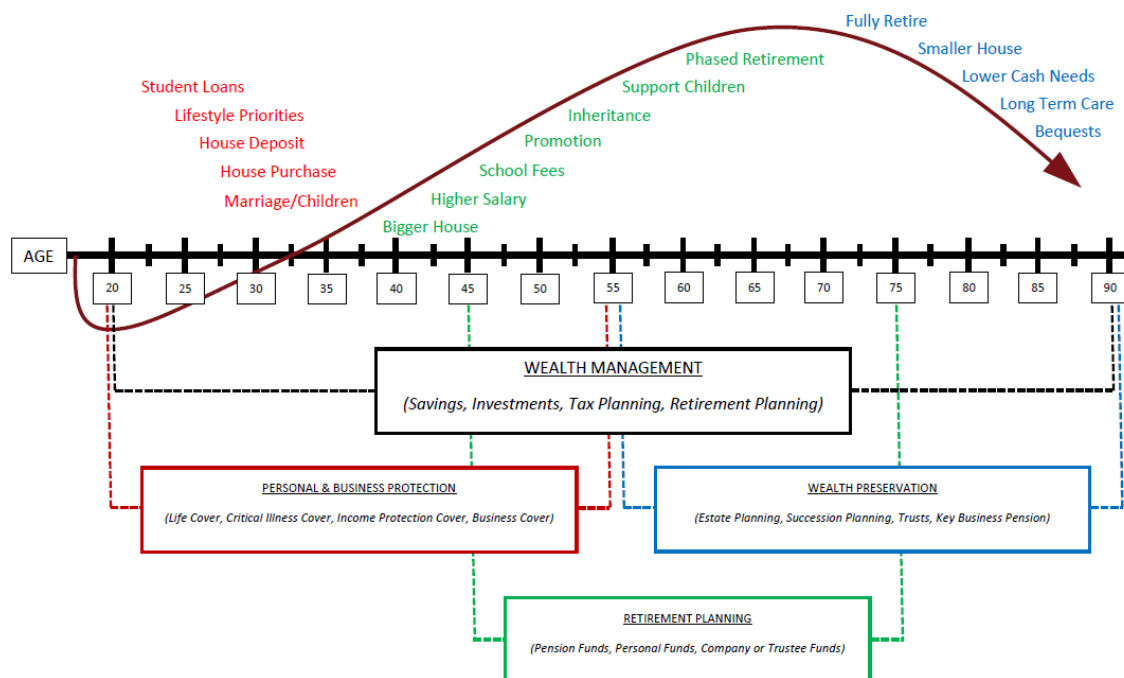 Fully Retire
Smaller House
Phased Retirement
Lower Cash Needs
Student Loans
Support Children
Long Term Care
Lifestyle Priorities
Inheritance
Bequests
House Deposit
Promotion
House Purchase
School Fees
Marriage/Children
Higher Salary
Bigger House
AGE
20 25 30 35 40 45 50 55 60 65 70 75 80 85 90
WEALTH MANAGEMENT
(Savings, Investments, Tax Planning, Retirement Planning)
PERSONAL & BUSINESS PROTECTION
(Life Cover, Critical Illness Cover, Income Protection Cover, Business Cover)
WEALTH PRESERVATION
(Estate Planning, Succession Planning, Trusts, Key Business Pension)
RETIREMENT PLANNING
(Pension Funds, Personal Funds, Company or Trustee Funds)